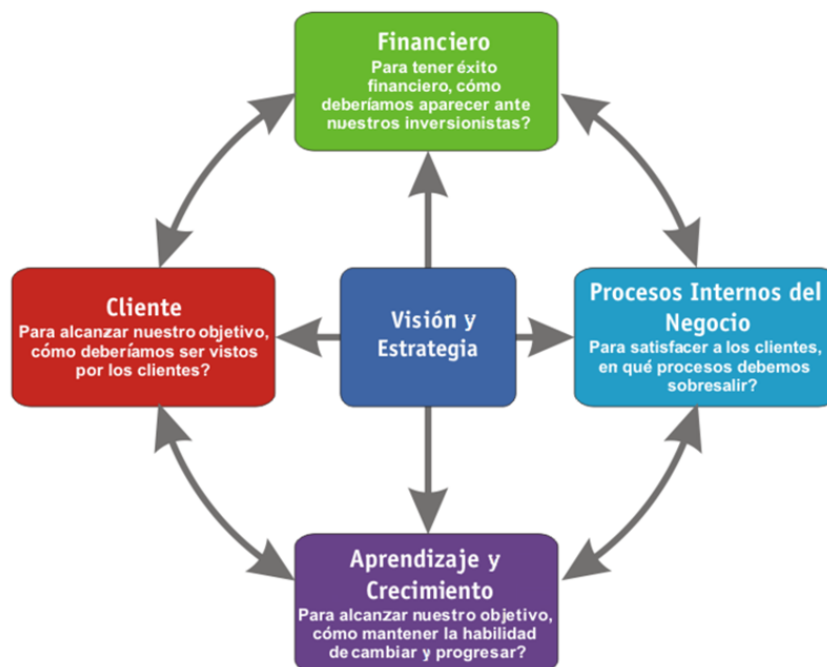 Financiero
Para tener éxito
financiero, cómo
deberíamos aparecer ante
nuestros inversionistas?
Cliente
Para alcanzar nuestro objetivo,
cómo deberíamos ser vistos
por los clientes?
Visión y
Estrategia
Procesos Internos del
Negocio
Para satisfacer a los clientes,
en qué procesos debemos
sobresalir?
Aprendizaje y
Crecimiento
Para alcanzar nuestro objetivo,
cómo mantener la habilidad
de cambiar y progresar?